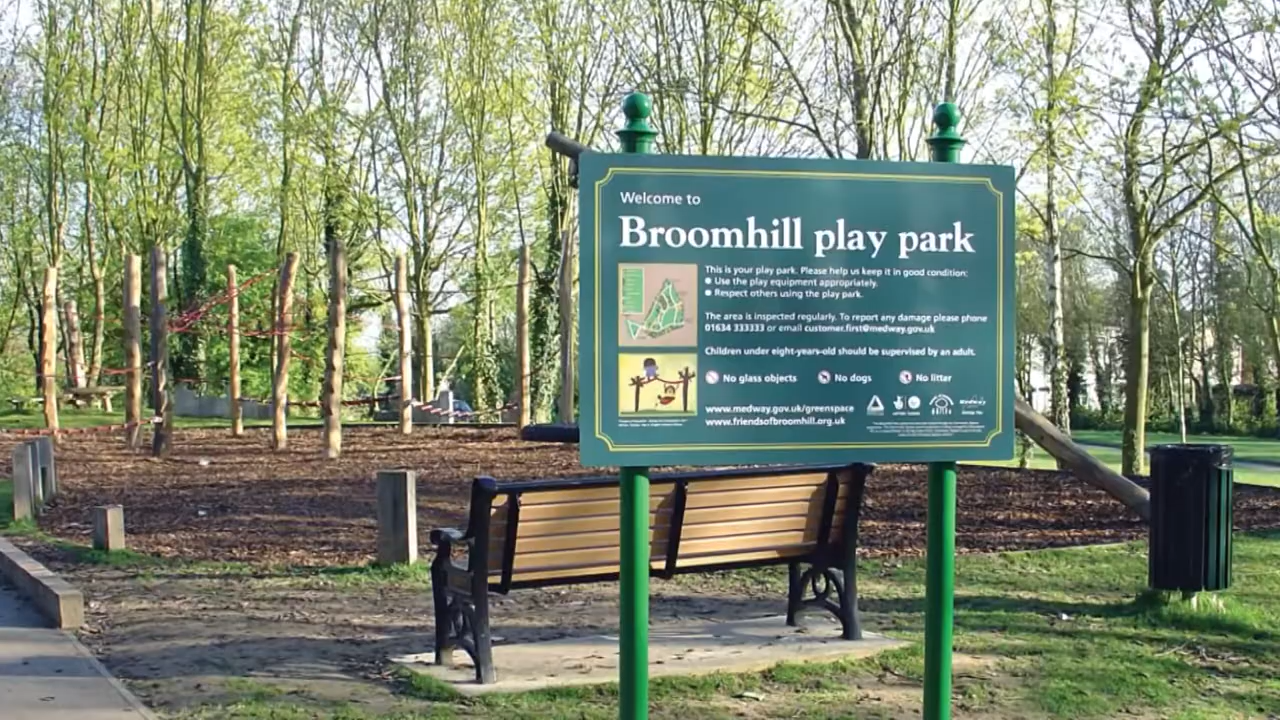 Welcome to
Broomhill play park
This is your play park. Please help us keep it in good condition:
• Use the play equipment appropriately.
• Respect others using the play park.
The area is inspected regularly. To report any damage please phone
01634 333333 or email customer.first@medway.gov.uk
Children under eight-years-old should be supervised by an adult.
No glass objects No dogs No litter
www.medway.gov.uk/greenspace
www.friendsofbroomhill.org.uk